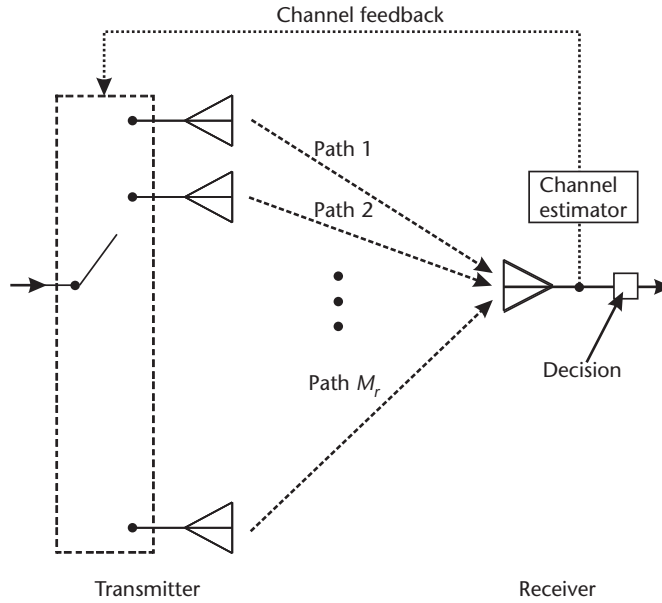 Channel feedback
Path 1
Path 2
Channel
estimator
Decision
Path Mr
Transmitter
Receiver